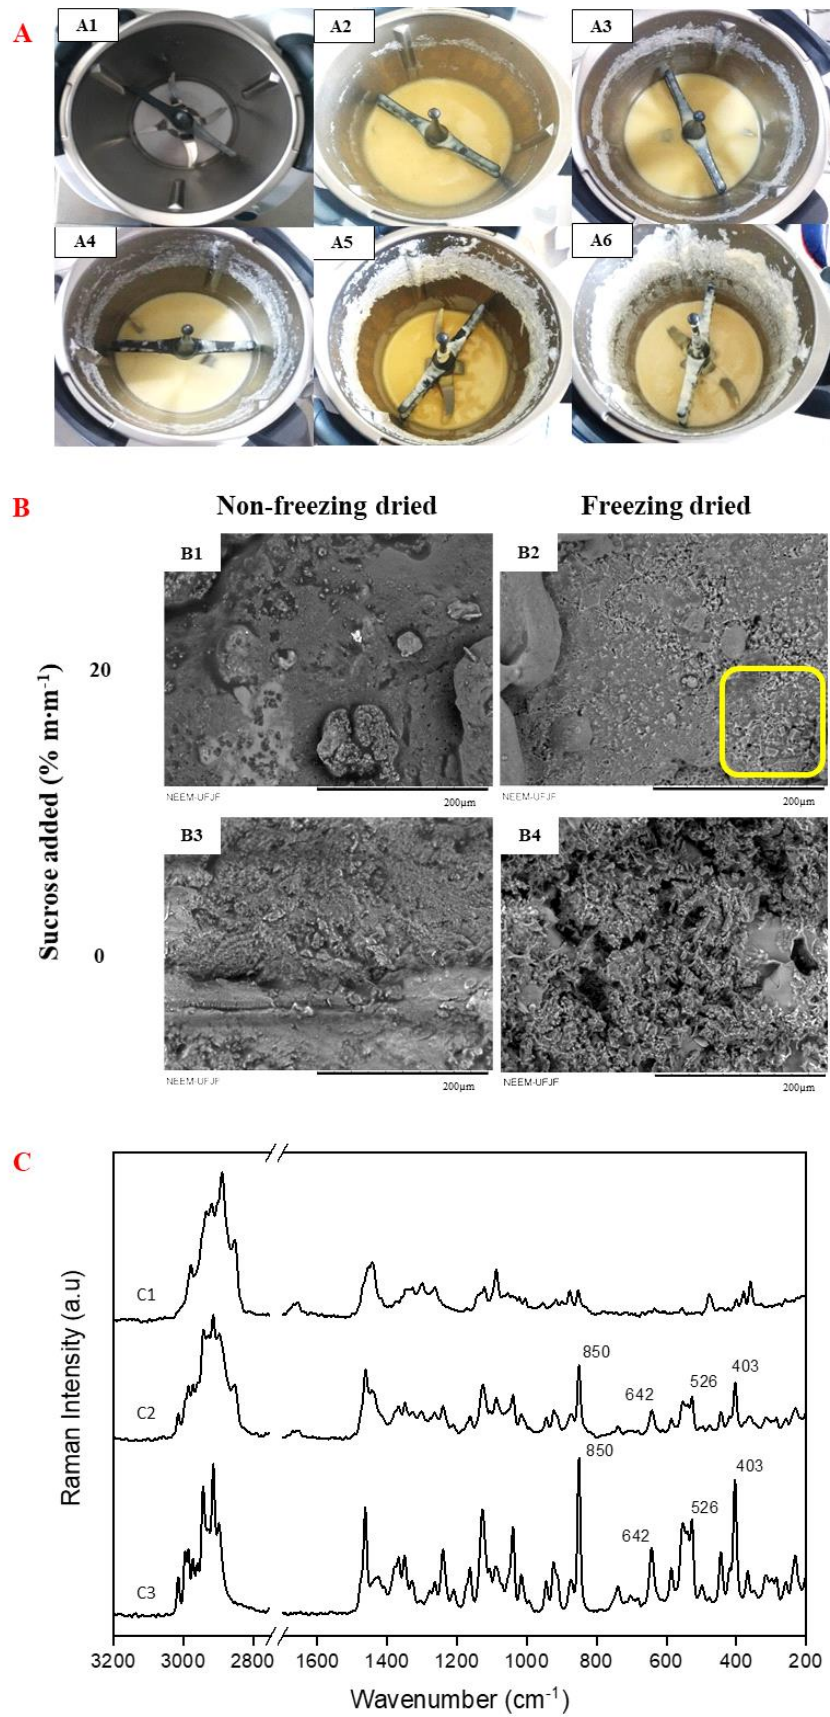 A
A1
A2
A3
A4
A5
A6
B
Non-freezing dried
Freezing dried
B1
B2
20
NEEM-UFJF
200µm
NEEM-UFJF
200µm
Sucrose added (% m·m⁻¹)
B3
B4
0
NEEM-UFJF
200µm
NEEM-UFJF
200µm
C
C1
C2
850
642
526
403
C3
850
642
526
403
Raman Intensity (a.u)
3200 3000 2800 1600 1400 1200 1000 800 600 400 200
Wavenumber (cm⁻¹)